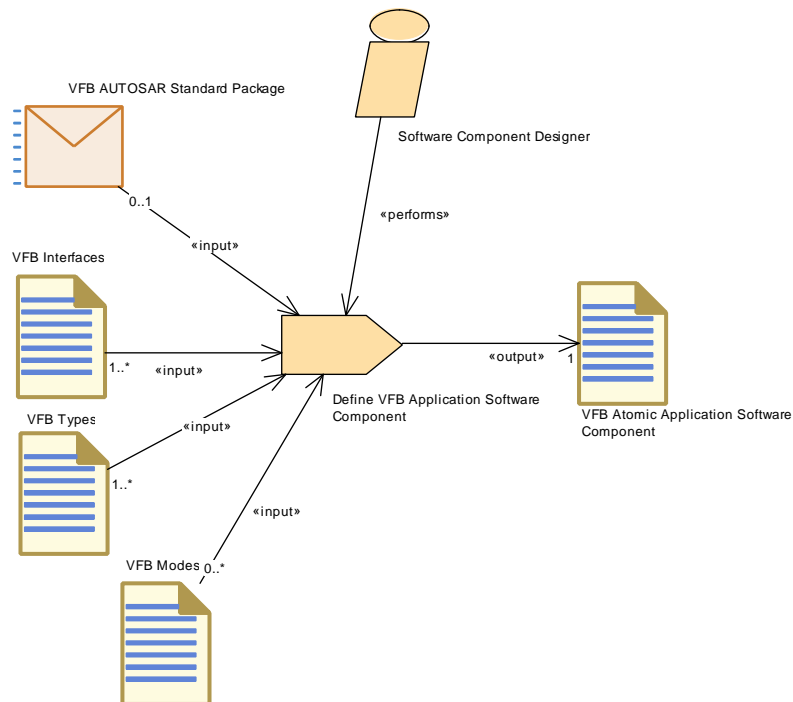 VFB AUTOSAR Standard Package
Software Component Designer
0..1
«performs»
«input»
VFB Interfaces
1..*
«input»
«output»
1
Define VFB Application Software
Component
VFB Atomic Application Software
Component
VFB Types
«input»
1..*
«input»
VFB Modes
0..*